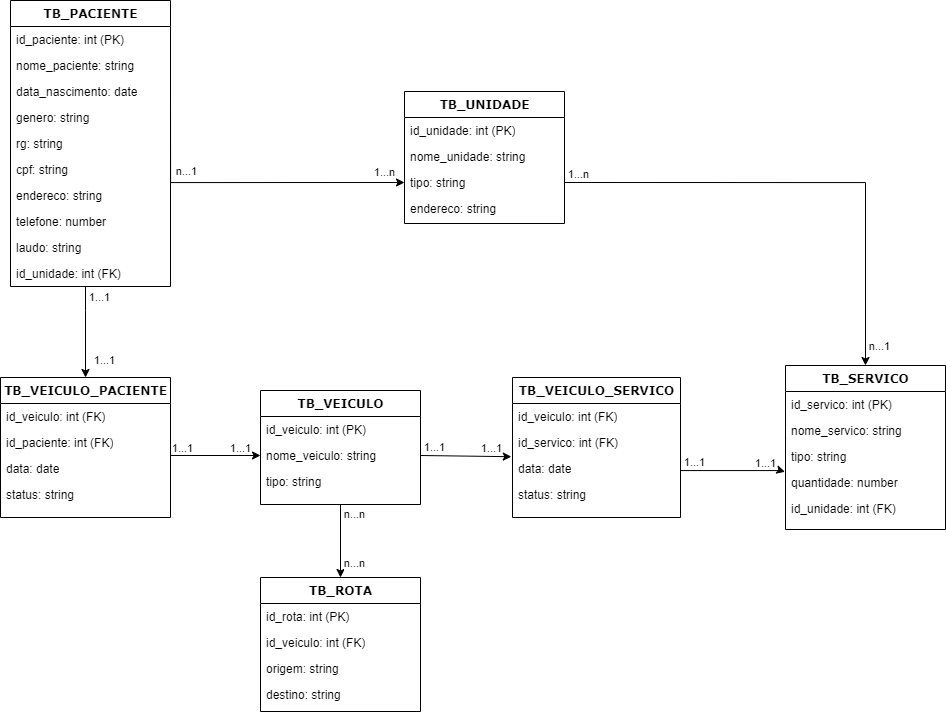 TB_PACIENTE
id_paciente: int (PK)
nome_paciente: string
data_nascimento: date
genero: string
rg: string
cpf: string
endereco: string
telefone: number
laudo: string
id_unidade: int (FK)
n...1
1...n
TB_UNIDADE
id_unidade: int (PK)
nome_unidade: string
tipo: string
endereco: string
1...n
n...1
1...1
1...1
TB_VEICULO_PACIENTE
id_veiculo: int (FK)
id_paciente: int (FK)
data: date
status: string
1...1
1...1
TB_VEICULO
id_veiculo: int (PK)
nome_veiculo: string
tipo: string
1...1
1...1
TB_VEICULO_SERVICO
id_veiculo: int (FK)
id_servico: int (FK)
data: date
status: string
1...1
1...1
TB_SERVICO
id_servico: int (PK)
nome_servico: string
tipo: string
quantidade: number
id_unidade: int (FK)
n...n
n...n
TB_ROTA
id_rota: int (PK)
id_veiculo: int (FK)
origem: string
destino: string